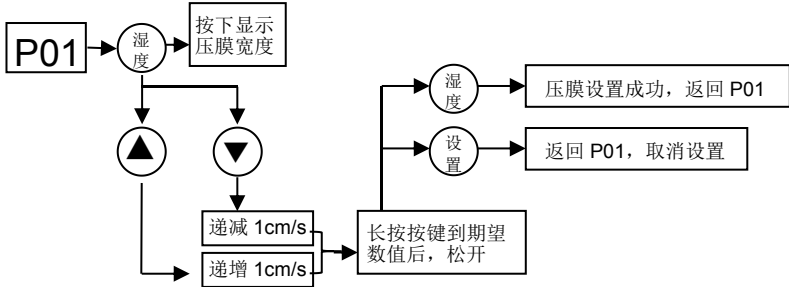 P01
湿
度
按下显示
压膜宽度
湿
度
压膜设置成功，返回 P01
设
置
返回 P01，取消设置
递减 1cm/s
递增 1cm/s
长按按键到期望
数值后，松开